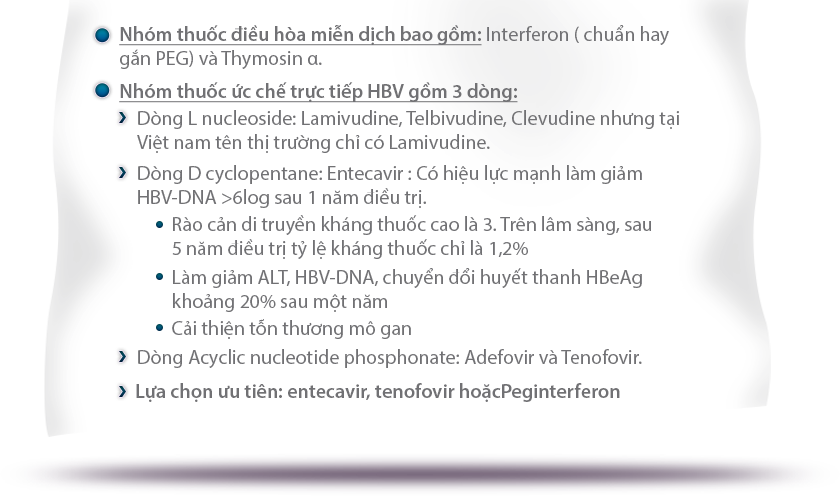 Nhóm thuốc điều hòa miễn dịch bao gồm: Interferon ( chuẩn hay
gắn PEG) và Thymosin α.
Nhóm thuốc ức chế trực tiếp HBV gồm 3 dòng:
Dòng L nucleoside: Lamivudine, Telbivudine, Clevudine nhưng tại
Việt nam tên thị trường chỉ có Lamivudine.
Dòng D cyclopentane: Entecavir : Có hiệu lực mạnh làm giảm
HBV-DNA >6log sau 1 năm điều trị.
Rào cản di truyền kháng thuốc cao là 3. Trên lâm sàng, sau
5 năm điều trị tỷ lệ kháng thuốc chỉ là 1,2%
Làm giảm ALT, HBV-DNA, chuyển đổi huyết thanh HBeAg
khoảng 20% sau một năm
Cải thiện tổn thương mô gan
Dòng Acyclic nucleotide phosphonate: Adefovir và Tenofovir.
Lựa chọn ưu tiên: entecavir, tenofovir hoặcPeginterferon